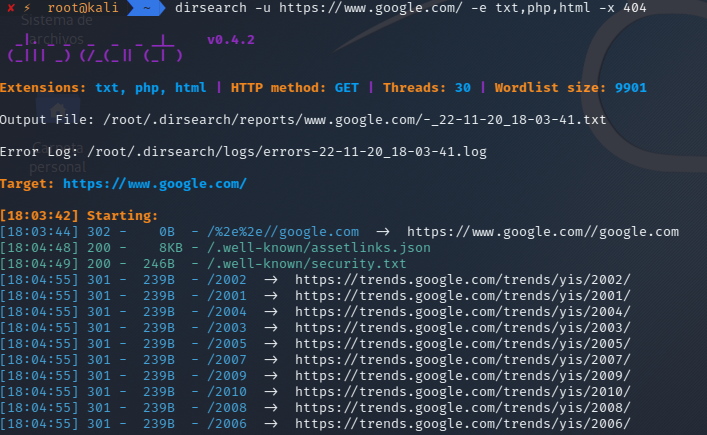 ✘ ⚡ root@kali ~ dirsearch -u https://www.google.com/ -e txt,php,html -x 404
Sistema de
archivos
v0.4.2
Extensions: txt, php, html | HTTP method: GET | Threads: 30 | Wordlist size: 9901
Output File: /root/.dirsearch/reports/www.google.com/-_22-11-20_18-03-41.txt
Error Log: /root/.dirsearch/logs/errors-22-11-20_18-03-41.log
Carpeta
personal
Target: https://www.google.com/
[18:03:42] Starting:
[18:03:44] 302 -    0B  - /%2e%2e//google.com  ->  https://www.google.com//google.com
[18:04:48] 200 -    8KB - /.well-known/assetlinks.json
[18:04:49] 200 -  246B  - /.well-known/security.txt
[18:04:55] 301 -  239B  - /2002  ->  https://trends.google.com/trends/yis/2002/
[18:04:55] 301 -  239B  - /2001  ->  https://trends.google.com/trends/yis/2001/
[18:04:55] 301 -  239B  - /2004  ->  https://trends.google.com/trends/yis/2004/
[18:04:55] 301 -  239B  - /2003  ->  https://trends.google.com/trends/yis/2003/
[18:04:55] 301 -  239B  - /2005  ->  https://trends.google.com/trends/yis/2005/
[18:04:55] 301 -  239B  - /2007  ->  https://trends.google.com/trends/yis/2007/
[18:04:55] 301 -  239B  - /2009  ->  https://trends.google.com/trends/yis/2009/
[18:04:55] 301 -  239B  - /2010  ->  https://trends.google.com/trends/yis/2010/
[18:04:55] 301 -  239B  - /2008  ->  https://trends.google.com/trends/yis/2008/
[18:04:55] 301 -  239B  - /2006  ->  https://trends.google.com/trends/yis/2006/